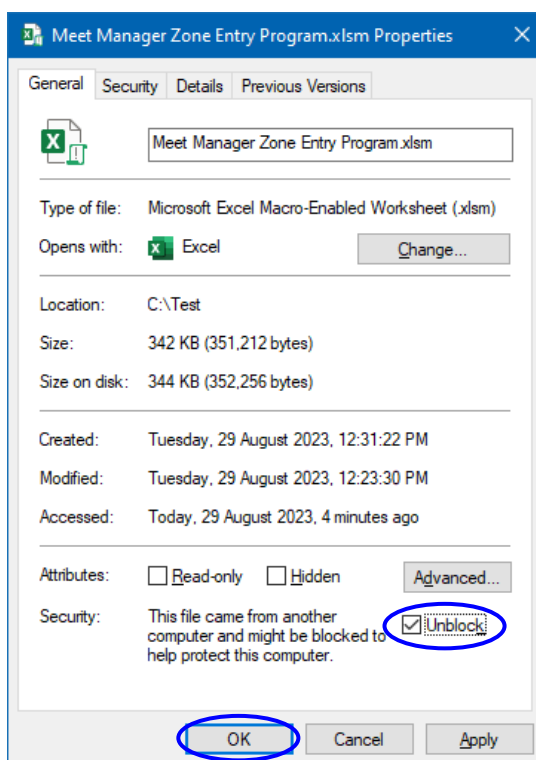 Meet Manager Zone Entry Program.xlsm Properties
General Security Details Previous Versions
Meet Manager Zone Entry Program.xlsm
Type of file: Microsoft Excel Macro-Enabled Worksheet (.xlsm)
Opens with: Excel Change...
Location: C:\Test
Size: 342 KB (351,212 bytes)
Size on disk: 344 KB (352,256 bytes)
Created: Tuesday, 29 August 2023, 12:31:22 PM
Modified: Tuesday, 29 August 2023, 12:23:30 PM
Accessed: Today, 29 August 2023, 4 minutes ago
Attributes: Read-only Hidden Advanced...
Security: This file came from another
computer and might be blocked to Unblock
help protect this computer.
OK Cancel Apply